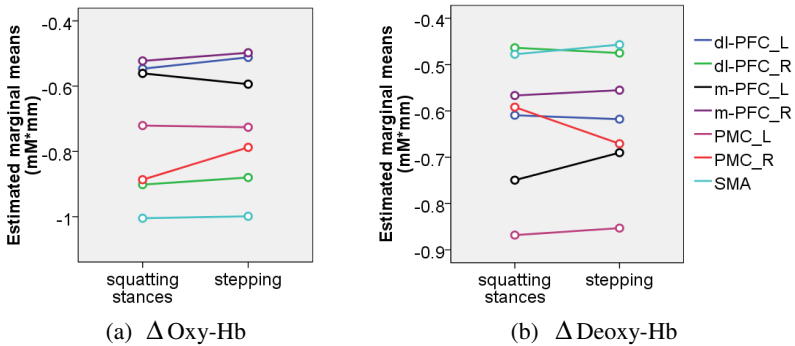 Estimated marginal means
(mM*mm)
-0.4
-0.6
-0.8
-1
squatting
stances
stepping
(a) Δ Oxy-Hb
Estimated marginal means
(mM*mm)
-0.4
-0.5
-0.6
-0.7
-0.8
-0.9
squatting
stances
stepping
(b) Δ Deoxy-Hb
dl-PFC_L
dl-PFC_R
m-PFC_L
m-PFC_R
PMC_L
PMC_R
SMA